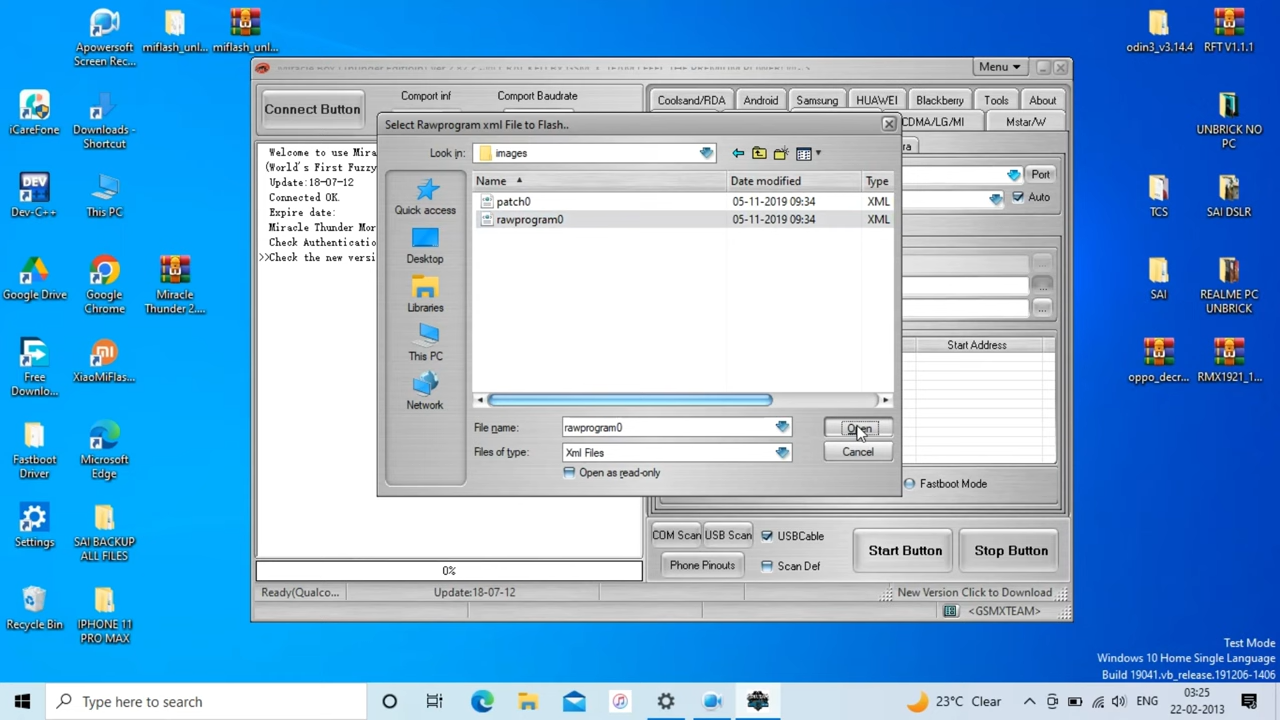 Apowersoft
Screen Rec...
miflash_unl...
miflash_unl...
odin3_v3.14.4
RFT V1.1.1
Menu
Connect Button
Comport inf
Comport Baudrate
Coolsand/RDA
Android
Samsung
HUAWEI
Blackberry
Tools
About
CDMA/LG/MI
Mstar/W
Select Rawprogram xml File to Flash..
Look in:
images
Port
Auto
Name
Date modified
Type
patch0
05-11-2019 09:34
XML
rawprogram0
05-11-2019 09:34
XML
Quick access
Desktop
Libraries
This PC
Network
File name:
rawprogram0
Open
Files of type:
Xml Files
Cancel
Open as read-only
Welcome to use Mira
(World's First Fuzzy
Update:18-07-12
Connected OK.
Expire date:
Miracle Thunder Mor
Check Authenticatio
>>Check the new versi
Start Address
Fastboot Mode
COM Scan
USB Scan
USBCable
Phone Pinouts
Scan Def
Start Button
Stop Button
0%
Ready(Qualco...
Update:18-07-12
New Version Click to Download
<GSMXTEAM>
iCareFone
Downloads -
Shortcut
Dev-C++
This PC
Google Drive
Google
Chrome
Miracle
Thunder 2....
Free
Downlo...
XiaoMiFlas...
Fastboot
Driver
Microsoft
Edge
Settings
SAI BACKUP
ALL FILES
Recycle Bin
IPHONE 11
PRO MAX
UNBRICK NO
PC
TCS
SAI DSLR
SAI
REALME PC
UNBRICK
oppo_decr...
RMX1921_1...
Test Mode
Windows 10 Home Single Language
Build 19041.vb_release.191206-1406
Type here to search
23°C Clear
ENG
03:25
22-02-2013